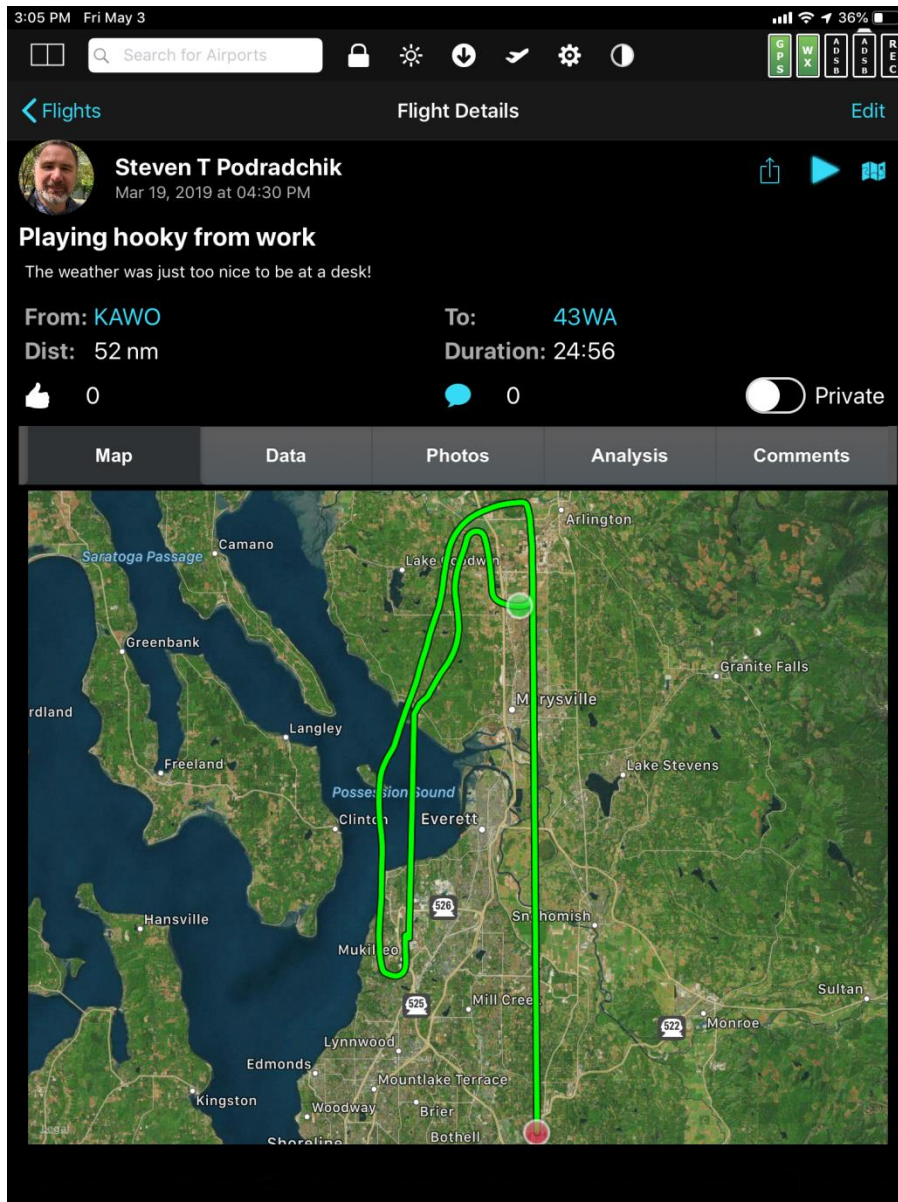 3:05 PM Fri May 3 36%
Search for Airports GPS WX ADSB ADSB REC
Flights Flight Details Edit
Steven T Podradchik
Mar 19, 2019 at 04:30 PM
Playing hooky from work
The weather was just too nice to be at a desk!
From: KAWO To: 43WA
Dist: 52 nm Duration: 24:56
0 0 Private
Map Data Photos Analysis Comments
Arlington
Camano
Saratoga Passage
Lake Goodwin
Greenbank
Granite Falls
Marysville
rdland
Langley
Freeland
Lake Stevens
Possession Sound
Clinton
Everett
526
Hansville
Snohomish
Mukilteo
Sultan
525
Mill Creek
522
Monroe
Lynnwood
Edmonds
Mountlake Terrace
Kingston
Woodway
Brier
Legal
Bothell
Shoreline